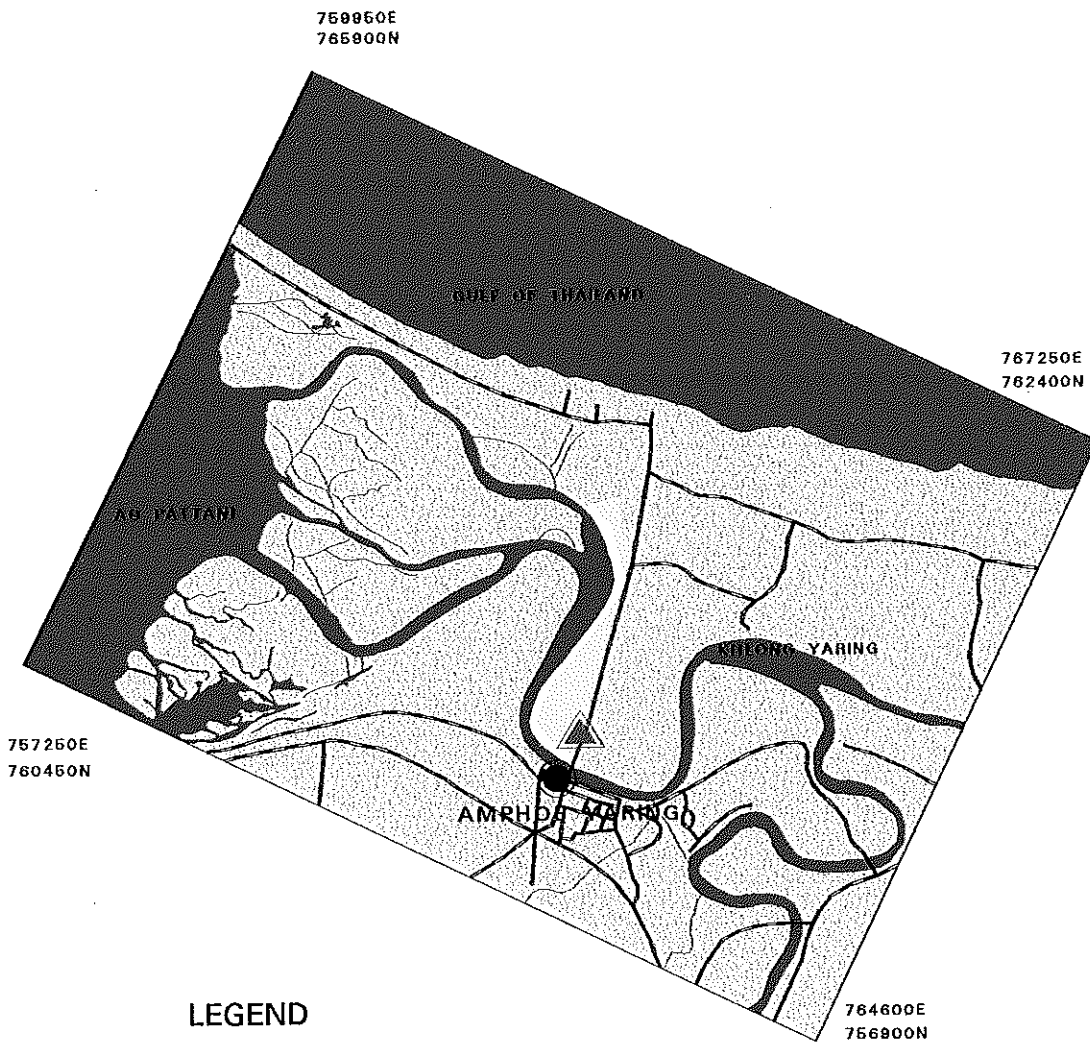 759950E
765900N
GULF OF THAILAND
767250E
762400N
AO PATTANI
KHLONG YARING
757250E
760450N
AMPHOE YARING
LEGEND
764600E
756900N